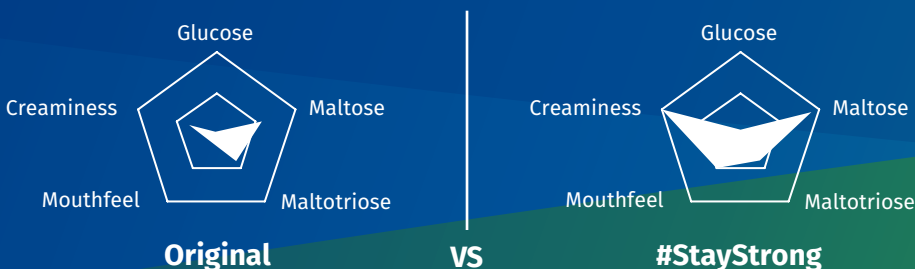 Glucose
Creaminess
Maltose
Mouthfeel
Maltotriose
Original
VS
Glucose
Creaminess
Maltose
Mouthfeel
Maltotriose
#StayStrong